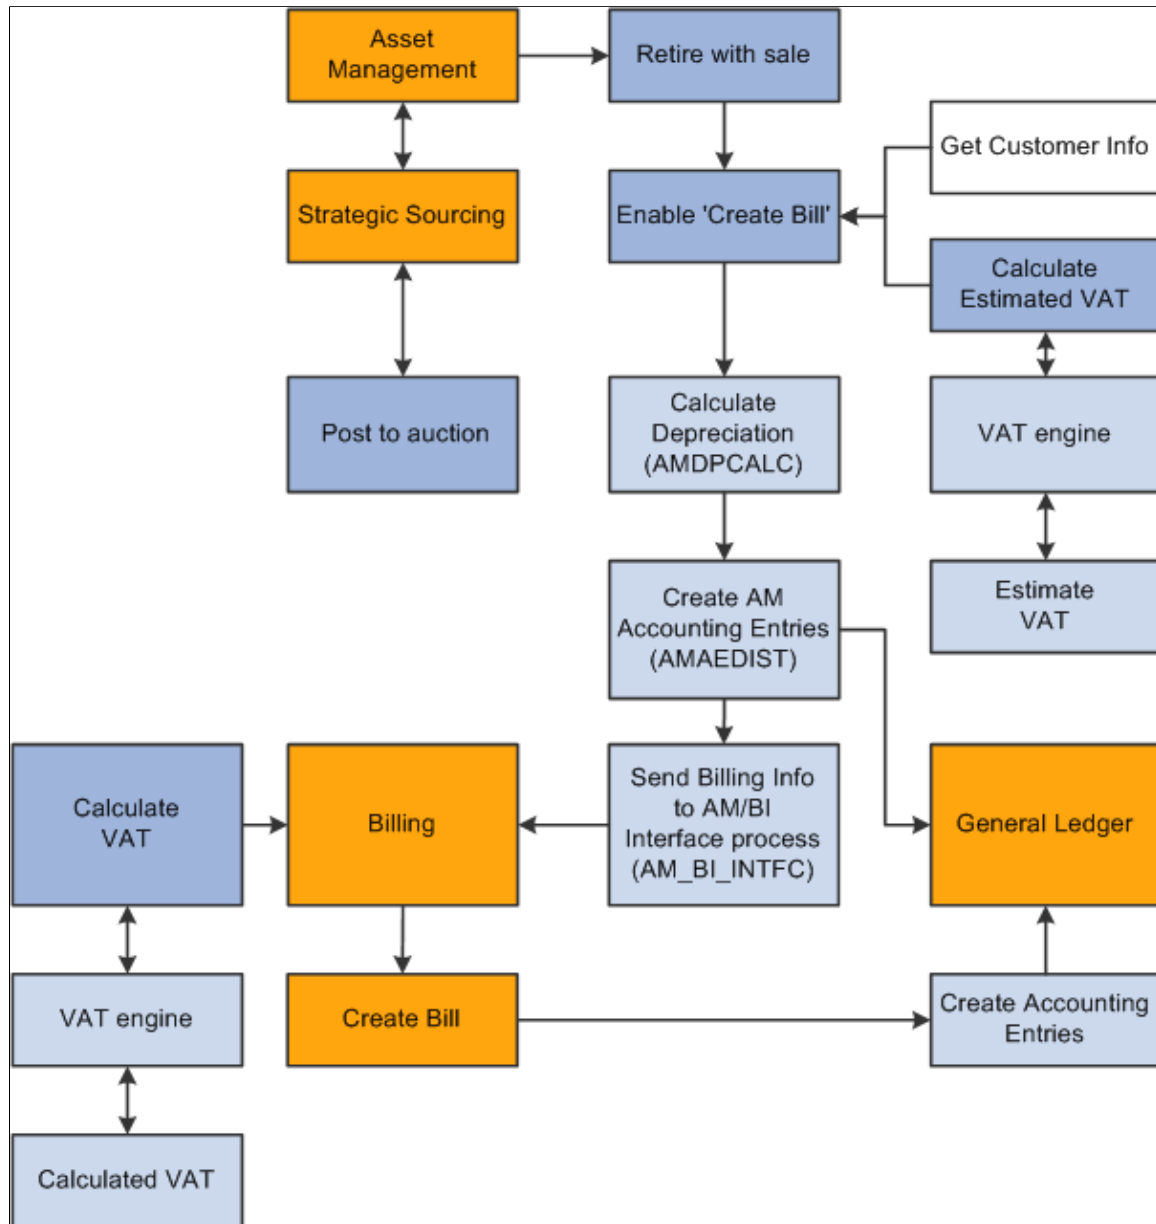 Asset
Management
Retire with sale
Get Customer Info
Strategic Sourcing
Enable 'Create Bill'
Calculate
Estimated VAT
Post to auction
Calculate
Depreciation
(AMDPCALC)
VAT engine
Create AM
Accounting Entries
(AMAEDIST)
Estimate
VAT
Calculate
VAT
Billing
Send Billing Info
to AM/BI
Interface process
(AM_BI_INTFC)
General Ledger
VAT engine
Create Bill
Create Accounting
Entries
Calculated VAT